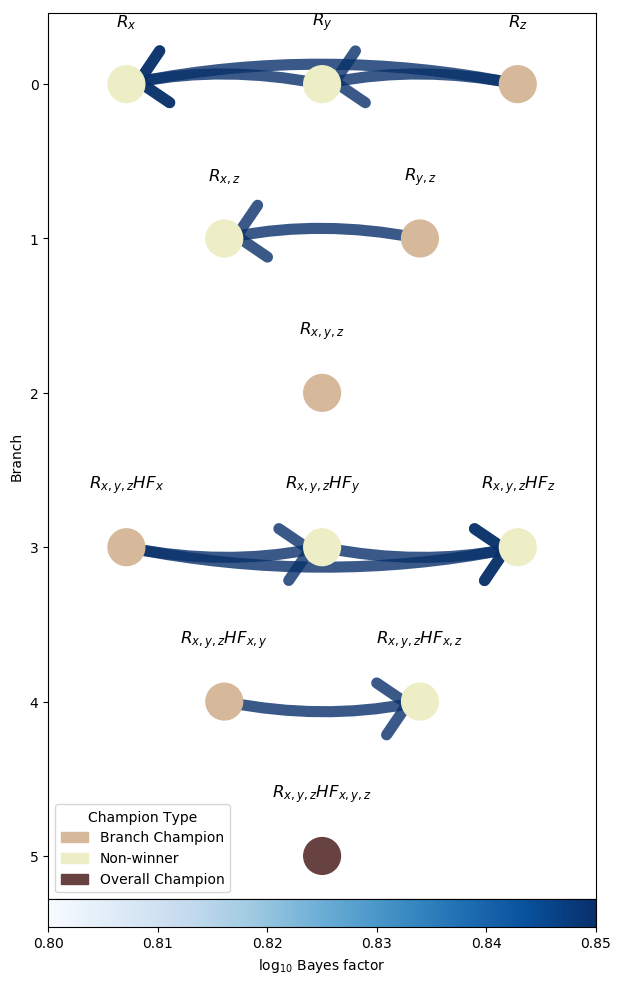 R_x R_y R_z
0
R_{x,z} R_{y,z}
1
R_{x,y,z}
2
Branch
R_{x,y,z}HF_x R_{x,y,z}HF_y R_{x,y,z}HF_z
3
R_{x,y,z}HF_{x,y} R_{x,y,z}HF_{x,z}
4
R_{x,y,z}HF_{x,y,z}
Champion Type
Branch Champion
Non-winner
Overall Champion
5
0.80 0.81 0.82 0.83 0.84 0.85
log_{10} Bayes factor